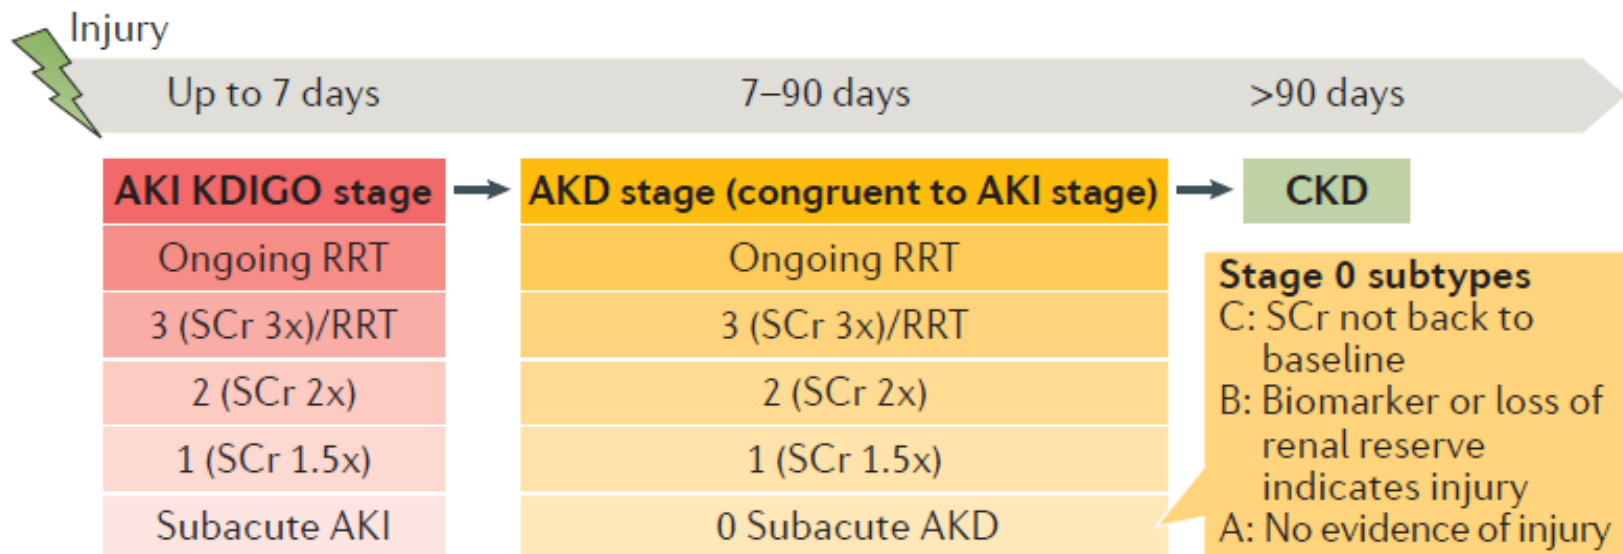 Injury
Up to 7 days
7–90 days
>90 days
AKI KDIGO stage
AKD stage (congruent to AKI stage)
CKD
Ongoing RRT
Ongoing RRT
3 (SCr 3x)/RRT
3 (SCr 3x)/RRT
2 (SCr 2x)
2 (SCr 2x)
1 (SCr 1.5x)
1 (SCr 1.5x)
Subacute AKI
0 Subacute AKD
Stage 0 subtypes
C: SCr not back to
baseline
B: Biomarker or loss of
renal reserve
indicates injury
A: No evidence of injury